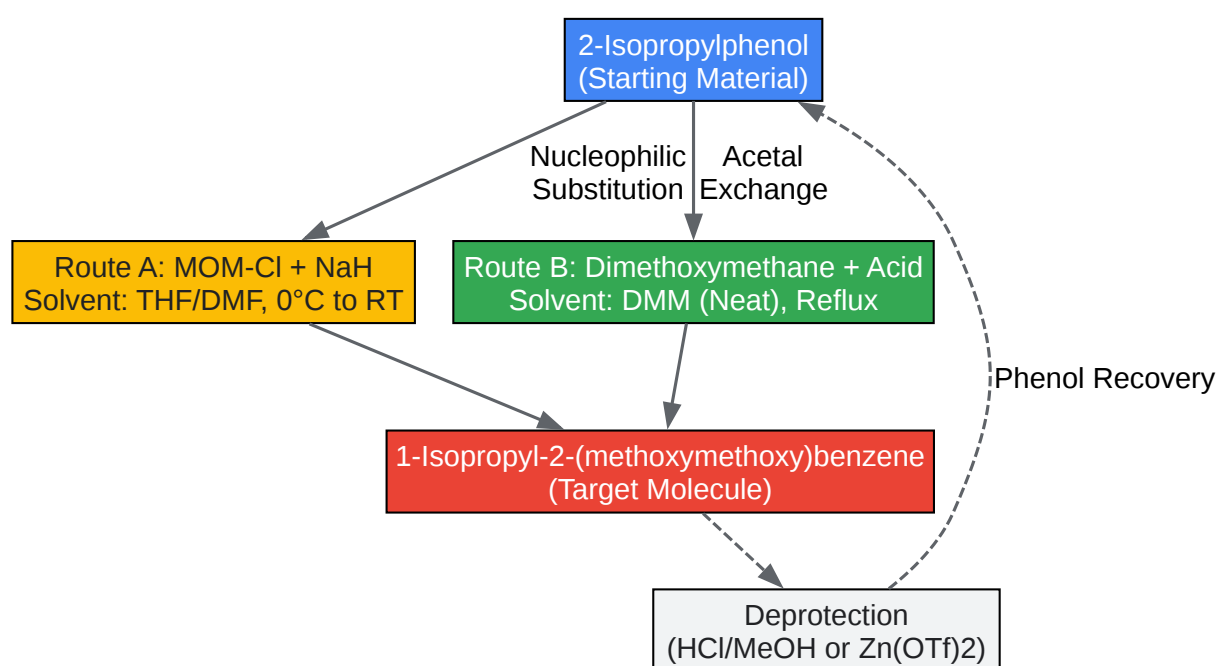 2-Isopropylphenol
(Starting Material)
Nucleophilic
Substitution
Acetal
Exchange
Route A: MOM-Cl + NaH
Solvent: THF/DMF, 0°C to RT
Route B: Dimethoxymethane + Acid
Solvent: DMM (Neat), Reflux
Phenol Recovery
1-Isopropyl-2-(methoxymethoxy)benzene
(Target Molecule)
Deprotection
(HCl/MeOH or Zn(OTf)2)